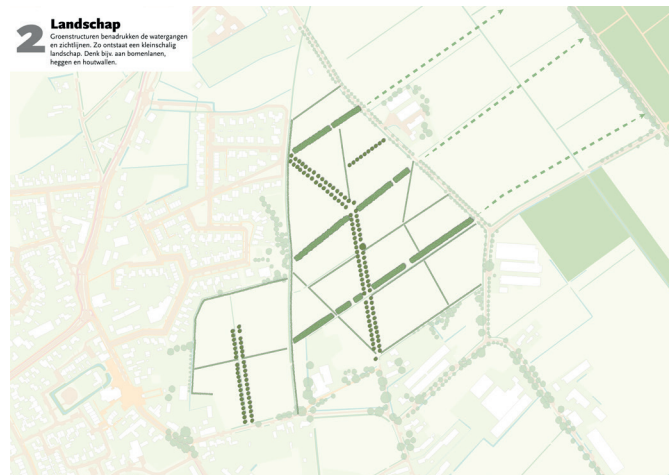 2
Landschap
Groenstructuren benadrukken de watergangen
en zichtlijnen. Zo ontstaat een kleinschalig
landschap. Denk bijv. aan bomenlanen,
heggen en houtwallen.